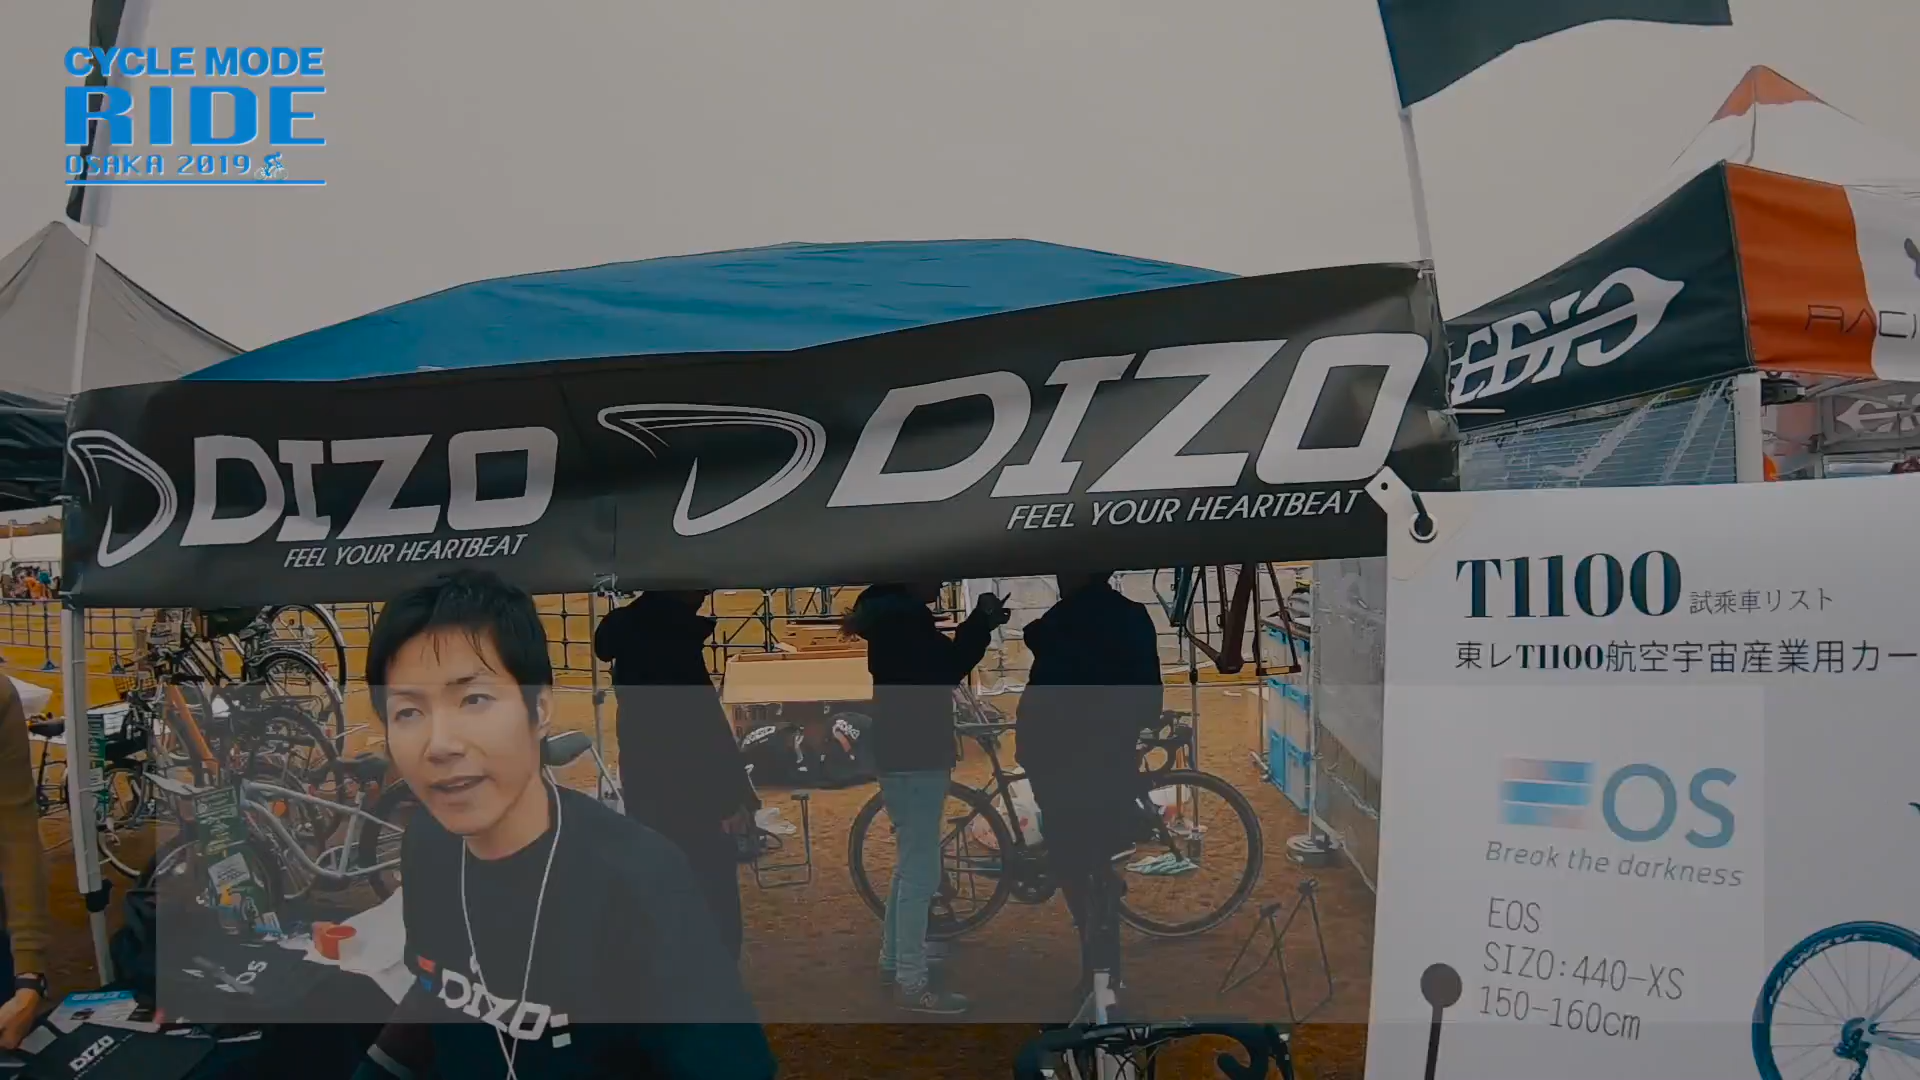 CYCLE MODE
RIDE
OSAKA 2019
DIZO
FEEL YOUR HEARTBEAT
DIZO
FEEL YOUR HEARTBEAT
T1100 試乗車リスト
東レT1100航空宇宙産業用カー
EOS
Break the darkness
EOS
SIZO:440-XS
150-160cm
DIZO
DIZO